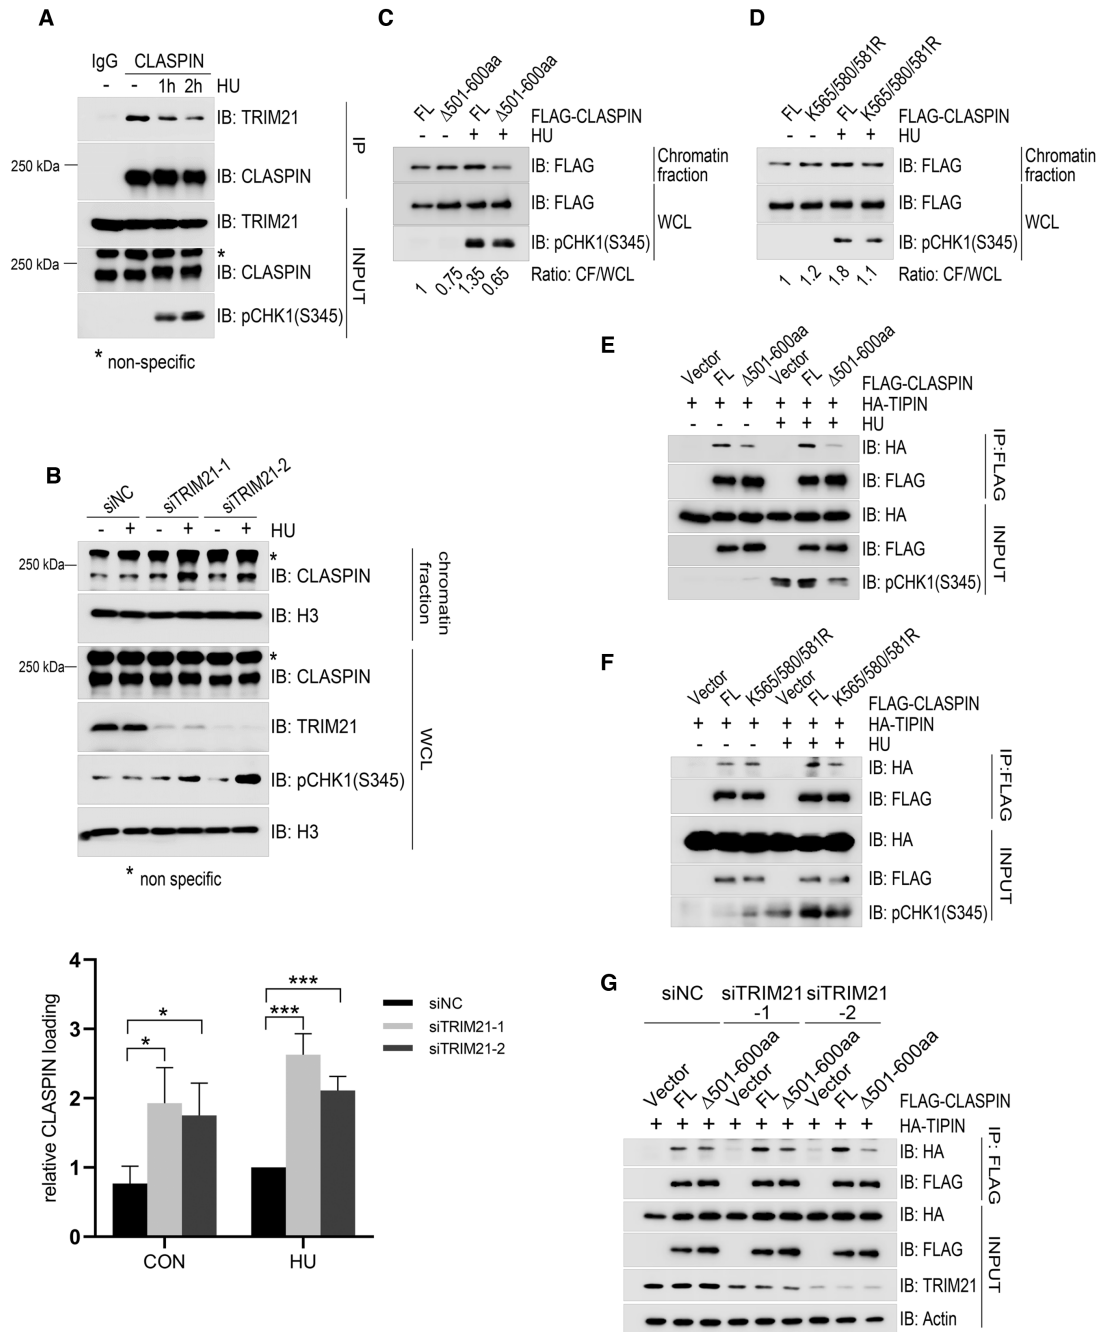 A
IgG CLASPIN
- - 1h 2h HU
IB: TRIM21
250 kDa
IB: CLASPIN
IP
IB: TRIM21
*
250 kDa
IB: CLASPIN
IB: pCHK1(S345)
INPUT
* non-specific
B
siNC siTRIM21-1 siTRIM21-2
- + - + - + HU
*
250 kDa
IB: CLASPIN
IB: H3
chromatin
fraction
*
250 kDa
IB: CLASPIN
IB: TRIM21
IB: pCHK1(S345)
IB: H3
WCL
* non specific
4
3
2
1
0
relative CLASPIN loading
* * *** ***
CON HU
siNC
siTRIM21-1
siTRIM21-2
C
FL Δ501-600aa FL Δ501-600aa
FLAG-CLASPIN
- - + + HU
IB: FLAG
Chromatin
fraction
IB: FLAG
IB: pCHK1(S345)
WCL
1 0.75 1.35 0.65 Ratio: CF/WCL
D
FL K565/580/581R FL K565/580/581R
FLAG-CLASPIN
- - + + HU
IB: FLAG
Chromatin
fraction
IB: FLAG
IB: pCHK1(S345)
WCL
1 1.2 1.8 1.1 Ratio: CF/WCL
E
Vector FL Δ501-600aa Vector FL Δ501-600aa
FLAG-CLASPIN
+ + + + + + HA-TIPIN
- - - + + + HU
IB: HA
IB: FLAG
IP:FLAG
IB: HA
IB: FLAG
IB: pCHK1(S345)
INPUT
F
Vector FL K565/580/581R Vector FL K565/580/581R
FLAG-CLASPIN
+ + + + + + HA-TIPIN
- - - + + + HU
IB: HA
IB: FLAG
IP:FLAG
IB: HA
IB: FLAG
IB: pCHK1(S345)
INPUT
G
siNC siTRIM21 siTRIM21
-1 -2
Vector FL Δ501-600aa Vector FL Δ501-600aa Vector FL Δ501-600aa
FLAG-CLASPIN
+ + + + + + + + + HA-TIPIN
IB: HA
IB: FLAG
IP: FLAG
IB: HA
IB: FLAG
IB: TRIM21
IB: Actin
INPUT